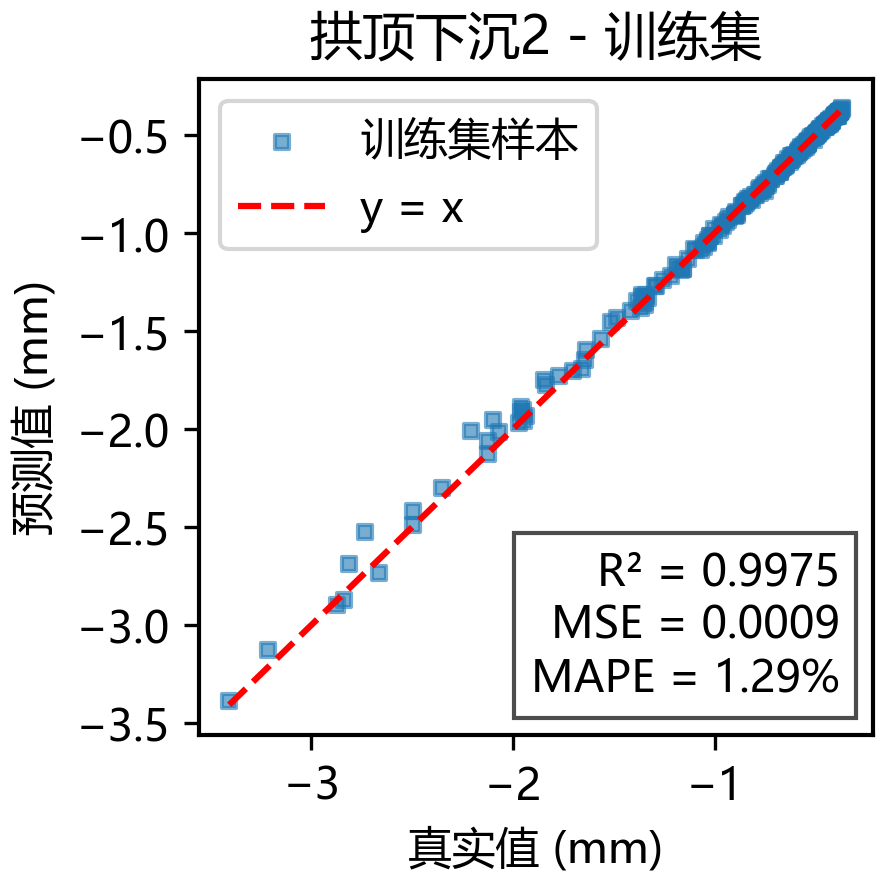 拱顶下沉2 - 训练集
训练集样本
y = x
R² = 0.9975
MSE = 0.0009
MAPE = 1.29%
预测值 (mm)
−0.5
−1.0
−1.5
−2.0
−2.5
−3.0
−3.5
−3
−2
−1
真实值 (mm)